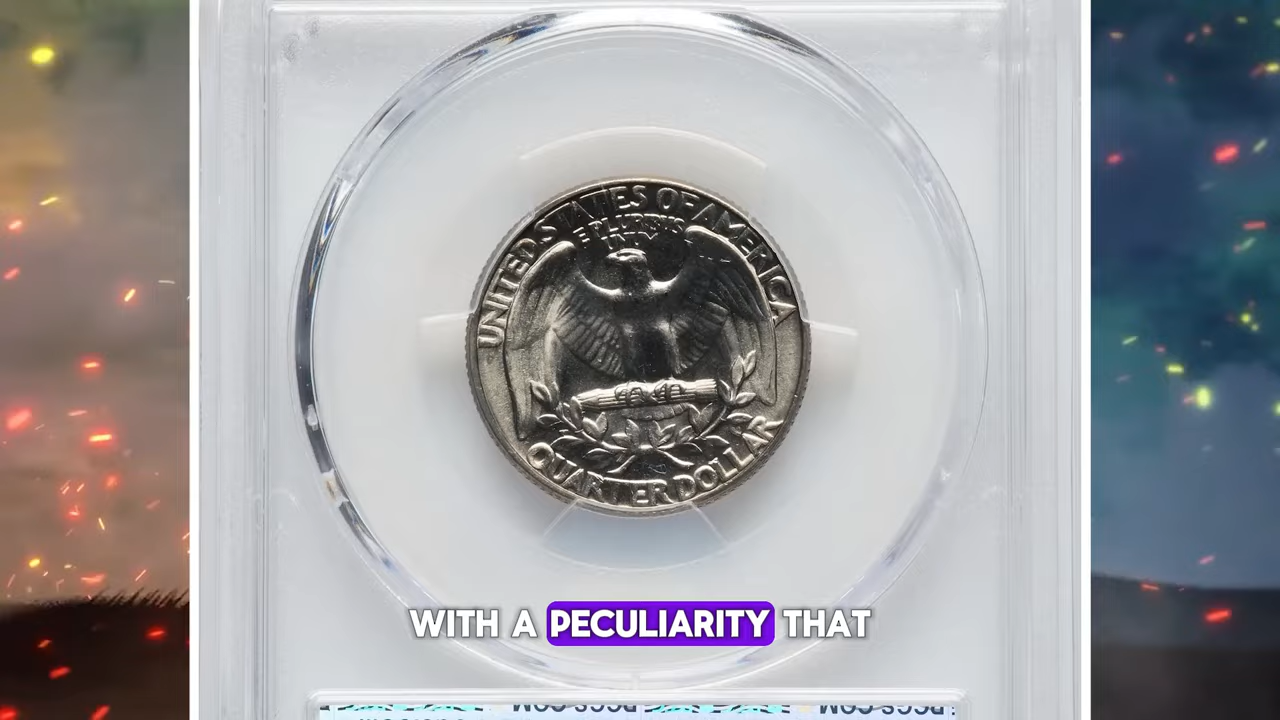 UNITED STATES OF AMERICA
E PLURIBUS
UNUM
QUARTER DOLLAR
WITH A PECULIARITY THAT